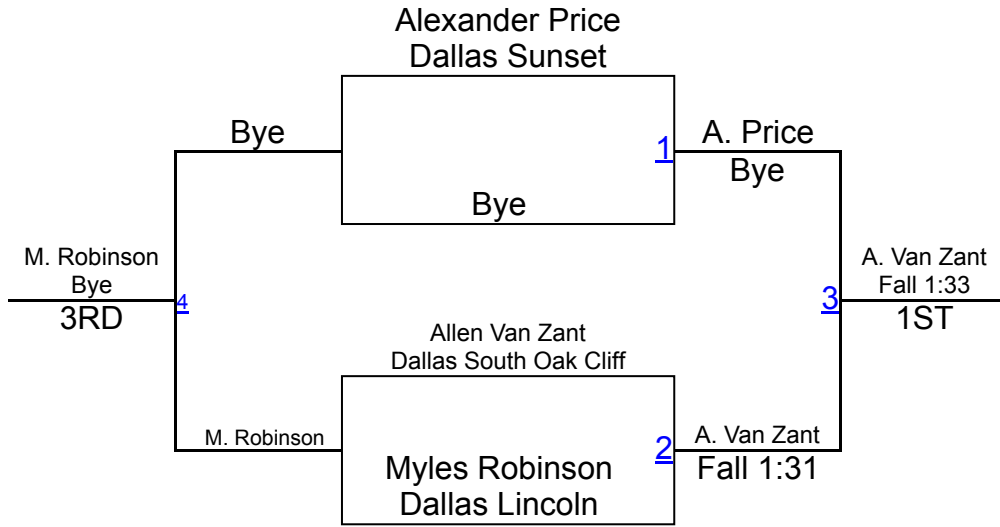 Alexander Price
Dallas Sunset
Bye
1
A. Price
Bye
Bye
M. Robinson
Bye
3RD
4
3
A. Van Zant
Fall 1:33
1ST
Allen Van Zant
Dallas South Oak Cliff
M. Robinson
2
A. Van Zant
Fall 1:31
Myles Robinson
Dallas Lincoln